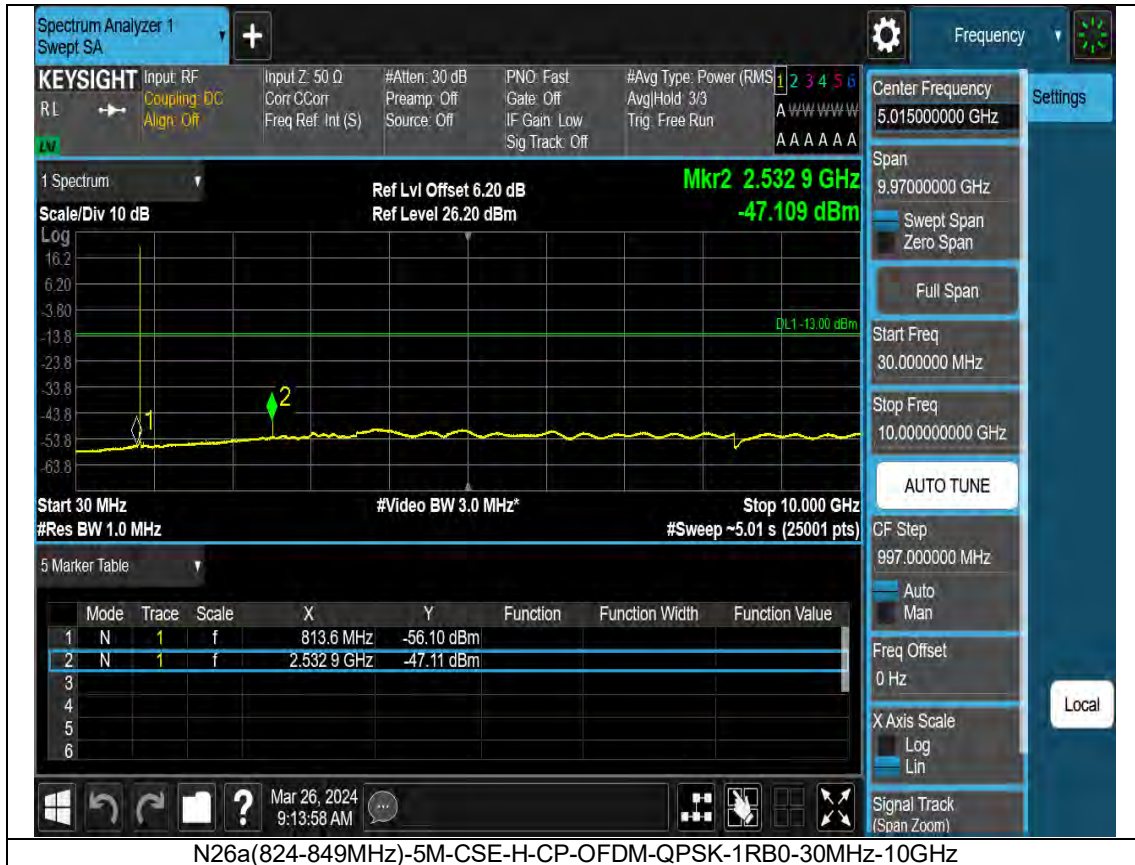 Spectrum Analyzer 1
Swept SA
+
Frequency
KEYSIGHT
RL
LNI
Input: RF
Coupling: DC
Align: Off
Input Z: 50 Ω
Corr CCorr
Freq Ref: Int (S)
#Atten: 30 dB
Preamp: Off
Source: Off
PNO: Fast
Gate: Off
IF Gain: Low
Sig Track: Off
#Avg Type: Power (RMS
Avg|Hold: 3/3
Trig: Free Run
1 2 3 4 5 6
A W W W W W
A A A A A A
1 Spectrum
Scale/Div 10 dB
Ref Lvl Offset 6.20 dB
Ref Level 26.20 dBm
Mkr2 2.532 9 GHz
-47.109 dBm
Log
16.2
6.20
-3.80
-13.8
-23.8
-33.8
-43.8
-53.8
-63.8
DL1 -13.00 dBm
1
2
Start 30 MHz
#Video BW 3.0 MHz*
Stop 10.000 GHz
#Res BW 1.0 MHz
#Sweep ~5.01 s (25001 pts)
5 Marker Table
Mode Trace Scale X Y Function Function Width Function Value
1 N 1 f 813.6 MHz -56.10 dBm
2 N 1 f 2.532 9 GHz -47.11 dBm
3
4
5
6
Center Frequency
5.015000000 GHz
Settings
Span
9.97000000 GHz
Swept Span
Zero Span
Full Span
Start Freq
30.000000 MHz
Stop Freq
10.000000000 GHz
AUTO TUNE
CF Step
997.000000 MHz
Auto
Man
Freq Offset
0 Hz
X Axis Scale
Log
Lin
Signal Track
(Span Zoom)
Local
?
Mar 26, 2024
9:13:58 AM
N26a(824-849MHz)-5M-CSE-H-CP-OFDM-QPSK-1RB0-30MHz-10GHz